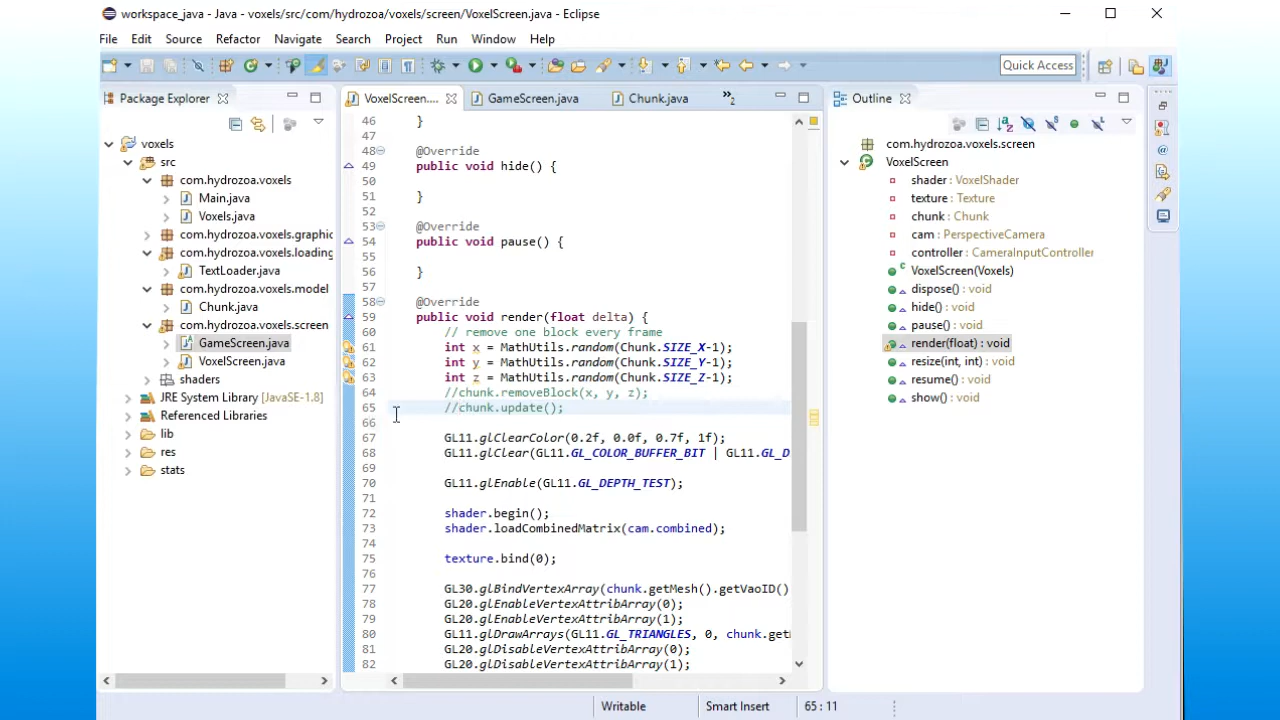 workspace_java - Java - voxels/src/com/hydrozoa/voxels/screen/VoxelScreen.java - Eclipse
File Edit Source Refactor Navigate Search Project Run Window Help
Quick Access
Package Explorer
voxels
src
com.hydrozoa.voxels
Main.java
Voxels.java
com.hydrozoa.voxels.graphic
com.hydrozoa.voxels.loading
TextLoader.java
com.hydrozoa.voxels.model
Chunk.java
com.hydrozoa.voxels.screen
GameScreen.java
VoxelScreen.java
shaders
JRE System Library [JavaSE-1.8]
Referenced Libraries
lib
res
stats
VoxelScreen.... GameScreen.java Chunk.java »2
46 }
47
48 @Override
49 public void hide() {
50
51 }
52
53 @Override
54 public void pause() {
55
56 }
57
58 @Override
59 public void render(float delta) {
60 // remove one block every frame
61 int x = MathUtils.random(Chunk.SIZE_X-1);
62 int y = MathUtils.random(Chunk.SIZE_Y-1);
63 int z = MathUtils.random(Chunk.SIZE_Z-1);
64 //chunk.removeBlock(x, y, z);
65 //chunk.update();
66
67 GL11.glClearColor(0.2f, 0.0f, 0.7f, 1f);
68 GL11.glClear(GL11.GL_COLOR_BUFFER_BIT | GL11.GL_D
69
70 GL11.glEnable(GL11.GL_DEPTH_TEST);
71
72 shader.begin();
73 shader.loadCombinedMatrix(cam.combined);
74
75 texture.bind(0);
76
77 GL30.glBindVertexArray(chunk.getMesh().getVaoID()
78 GL20.glEnableVertexAttribArray(0);
79 GL20.glEnableVertexAttribArray(1);
80 GL11.glDrawArrays(GL11.GL_TRIANGLES, 0, chunk.get
81 GL20.glDisableVertexAttribArray(0);
82 GL20.glDisableVertexAttribArray(1);
Outline
com.hydrozoa.voxels.screen
VoxelScreen
shader : VoxelShader
texture : Texture
chunk : Chunk
cam : PerspectiveCamera
controller : CameraInputController
VoxelScreen(Voxels)
dispose() : void
hide() : void
pause() : void
render(float) : void
resize(int, int) : void
resume() : void
show() : void
Writable Smart Insert 65 : 11